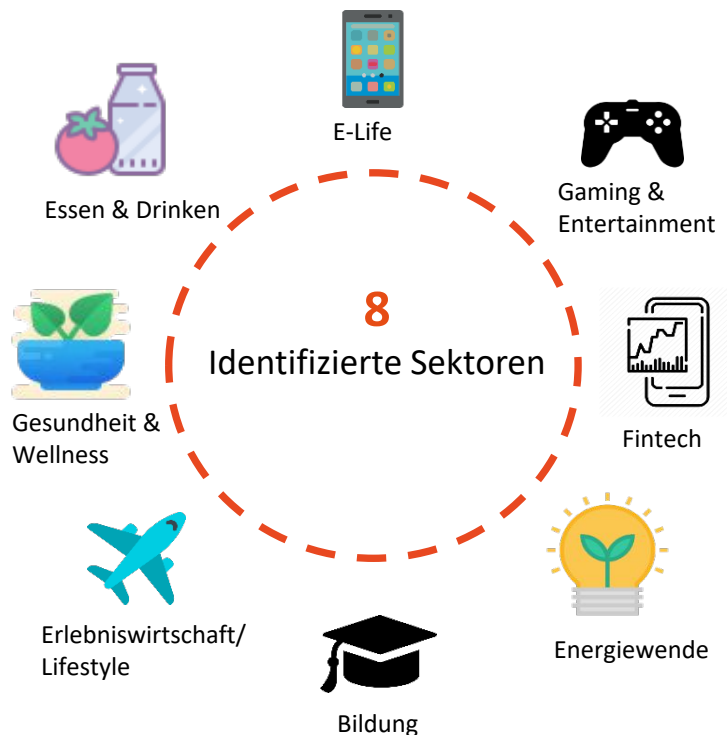 E-Life
Essen & Drinken
Gaming &
Entertainment
8
Identifizierte Sektoren
Gesundheit &
Wellness
Fintech
Erlebniswirtschaft/
Lifestyle
Energiewende
Bildung